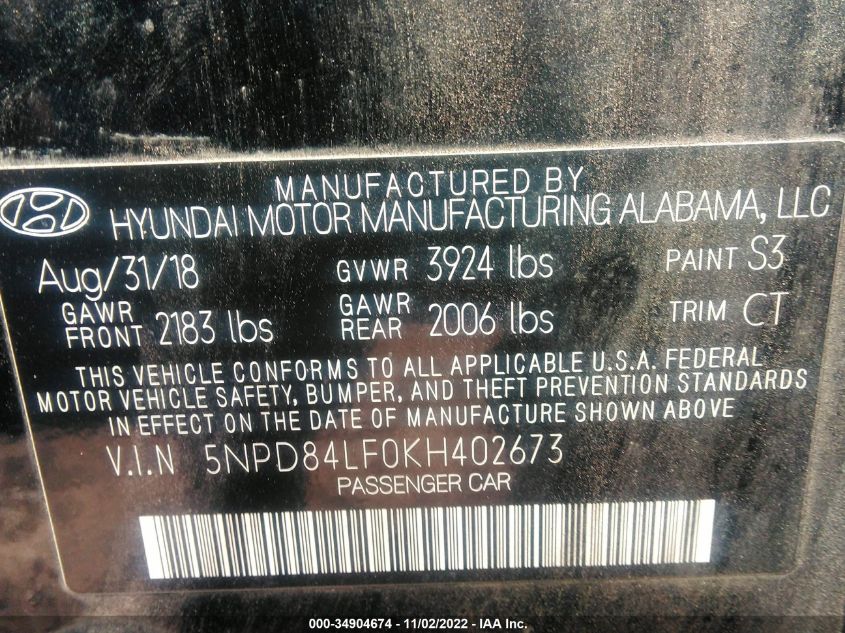 MANUFACTURED BY
HYUNDAI MOTOR MANUFACTURING ALABAMA, LLC
Aug/31/18 GVWR 3924 lbs PAINT S3
GAWR FRONT 2183 lbs GAWR REAR 2006 lbs TRIM CT
THIS VEHICLE CONFORMS TO ALL APPLICABLE U.S.A. FEDERAL
MOTOR VEHICLE SAFETY, BUMPER, AND THEFT PREVENTION STANDARDS
IN EFFECT ON THE DATE OF MANUFACTURE SHOWN ABOVE
V.I.N 5NPD84LF0KH402673
PASSENGER CAR
000-34904674 - 11/02/2022 - IAA Inc.